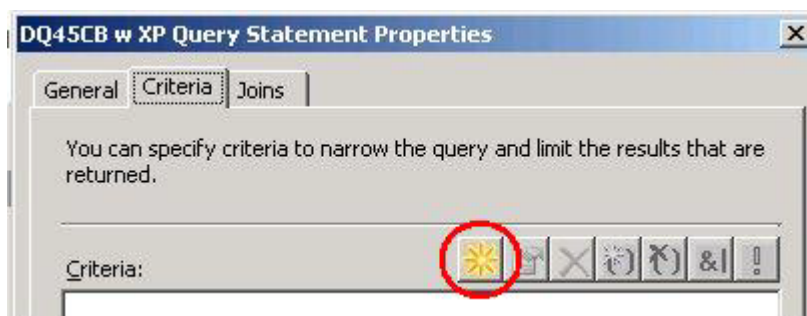 DQ45CB w XP Query Statement Properties
General Criteria Joins
You can specify criteria to narrow the query and limit the results that are
returned.
Criteria:
&|
!